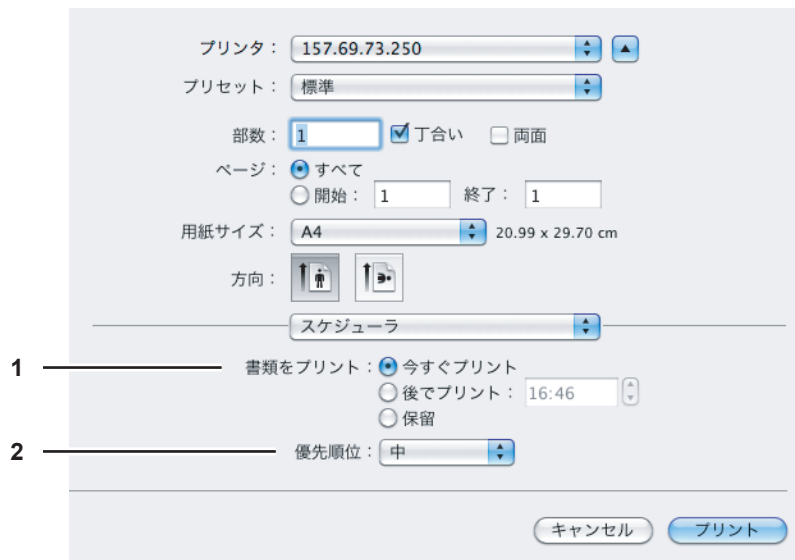 プリンタ： 157.69.73.250
プリセット： 標準
部数： 1 丁合い 両面
ページ： すべて
開始： 1 終了： 1
用紙サイズ： A4 20.99 x 29.70 cm
方向：
スケジューラ
1 書類をプリント： 今すぐプリント
後でプリント： 16:46
保留
2 優先順位： 中
キャンセル プリント